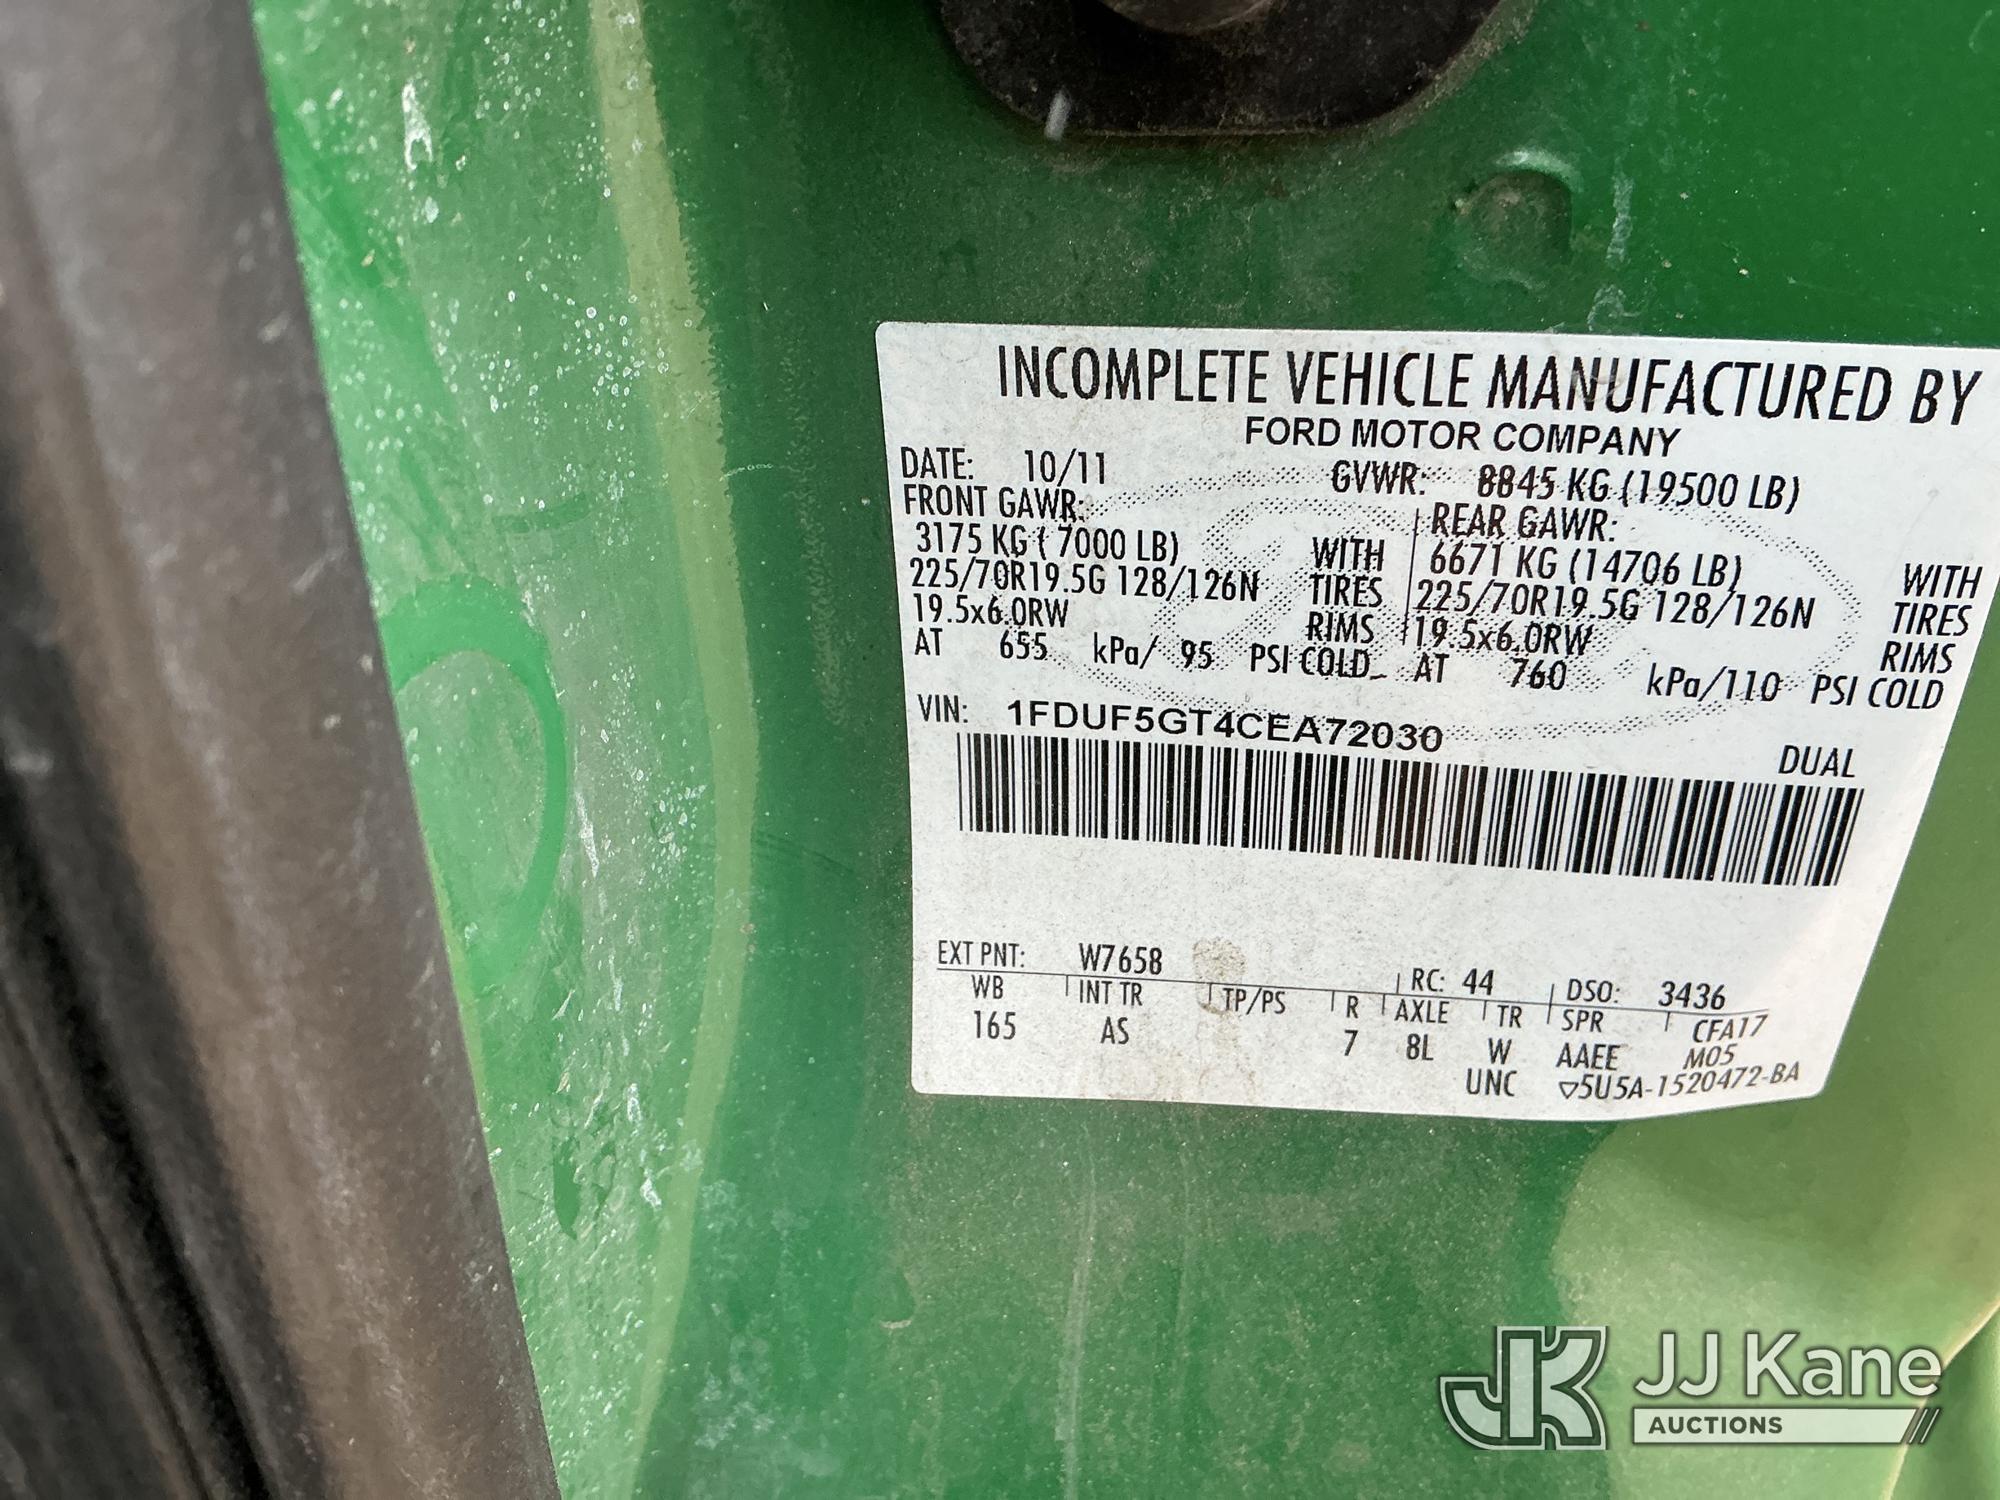 INCOMPLETE VEHICLE MANUFACTURED BY
FORD MOTOR COMPANY
DATE: 10/11 GVWR: 8845 KG (19500 LB)
FRONT GAWR: REAR GAWR:
3175 KG ( 7000 LB) WITH 6671 KG (14706 LB) WITH
225/70R19.5G 128/126N TIRES 225/70R19.5G 128/126N TIRES
19.5x6.0RW RIMS 19.5x6.0RW RIMS
AT 655 kPa/ 95 PSI COLD AT 760 kPa/110 PSI COLD
VIN: 1FDUF5GT4CEA72030
DUAL
EXT PNT: W7658 RC: 44 DSO: 3436
WB INT TR TP/PS R AXLE TR SPR CFA17
165 AS 7 8L W AAEE M05
UNC ▽5U5A-1520472-BA
JK JJ Kane
AUCTIONS